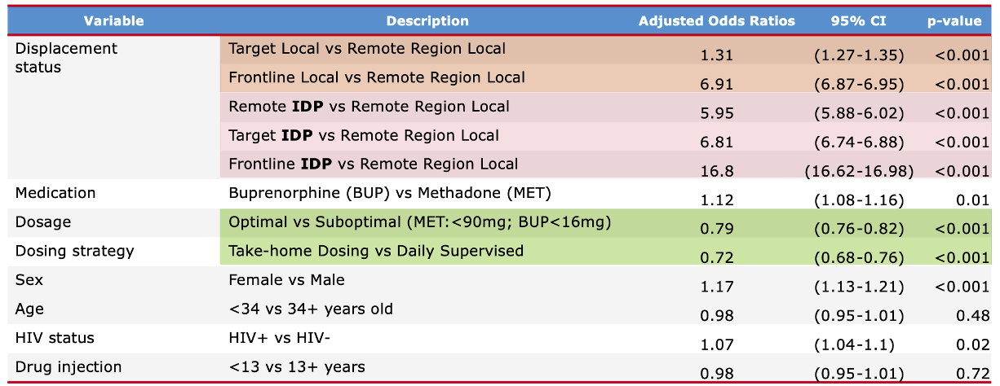 Variable Description Adjusted Odds Ratios 95% CI p-value
Displacement status Target Local vs Remote Region Local 1.31 (1.27-1.35) <0.001
Frontline Local vs Remote Region Local 6.91 (6.87-6.95) <0.001
Remote IDP vs Remote Region Local 5.95 (5.88-6.02) <0.001
Target IDP vs Remote Region Local 6.81 (6.74-6.88) <0.001
Frontline IDP vs Remote Region Local 16.8 (16.62-16.98) <0.001
Medication Buprenorphine (BUP) vs Methadone (MET) 1.12 (1.08-1.16) 0.01
Dosage Optimal vs Suboptimal (MET:<90mg; BUP<16mg) 0.79 (0.76-0.82) <0.001
Dosing strategy Take-home Dosing vs Daily Supervised 0.72 (0.68-0.76) <0.001
Sex Female vs Male 1.17 (1.13-1.21) <0.001
Age <34 vs 34+ years old 0.98 (0.95-1.01) 0.48
HIV status HIV+ vs HIV- 1.07 (1.04-1.1) 0.02
Drug injection <13 vs 13+ years 0.98 (0.95-1.01) 0.72